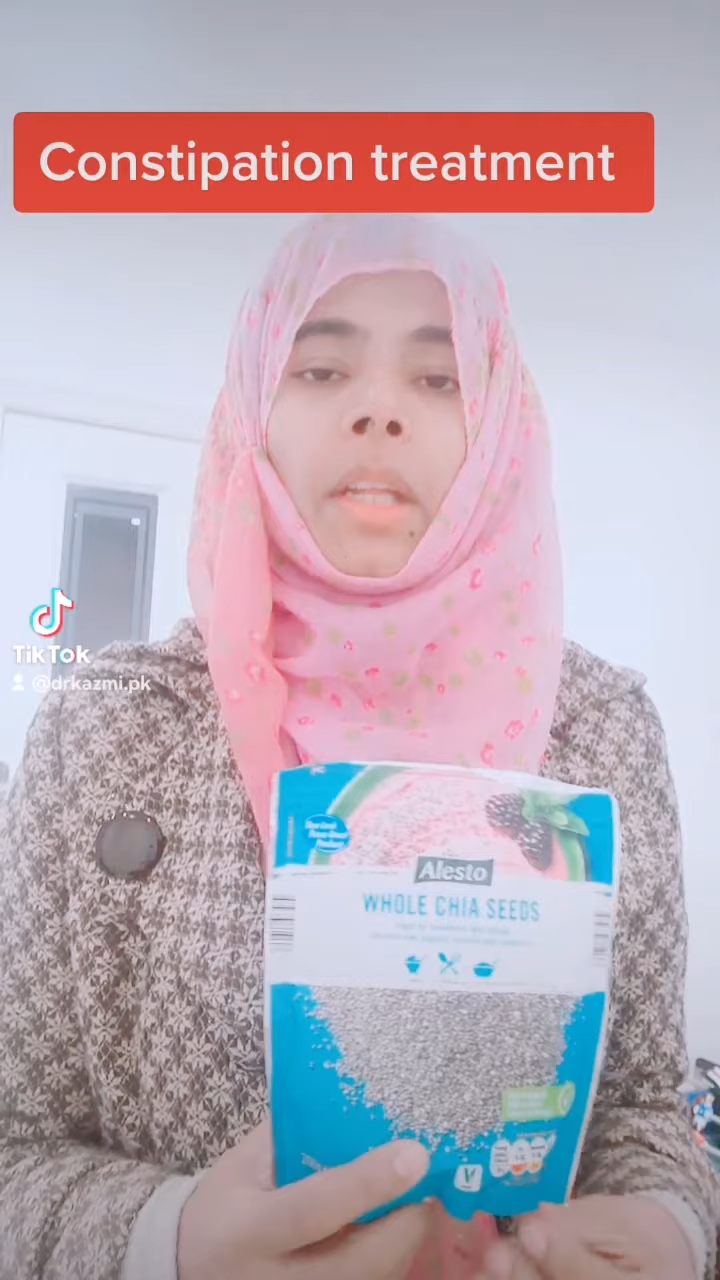 Constipation treatment
TikTok
@drkazmi.pk
Alesto
WHOLE CHIA SEEDS
V